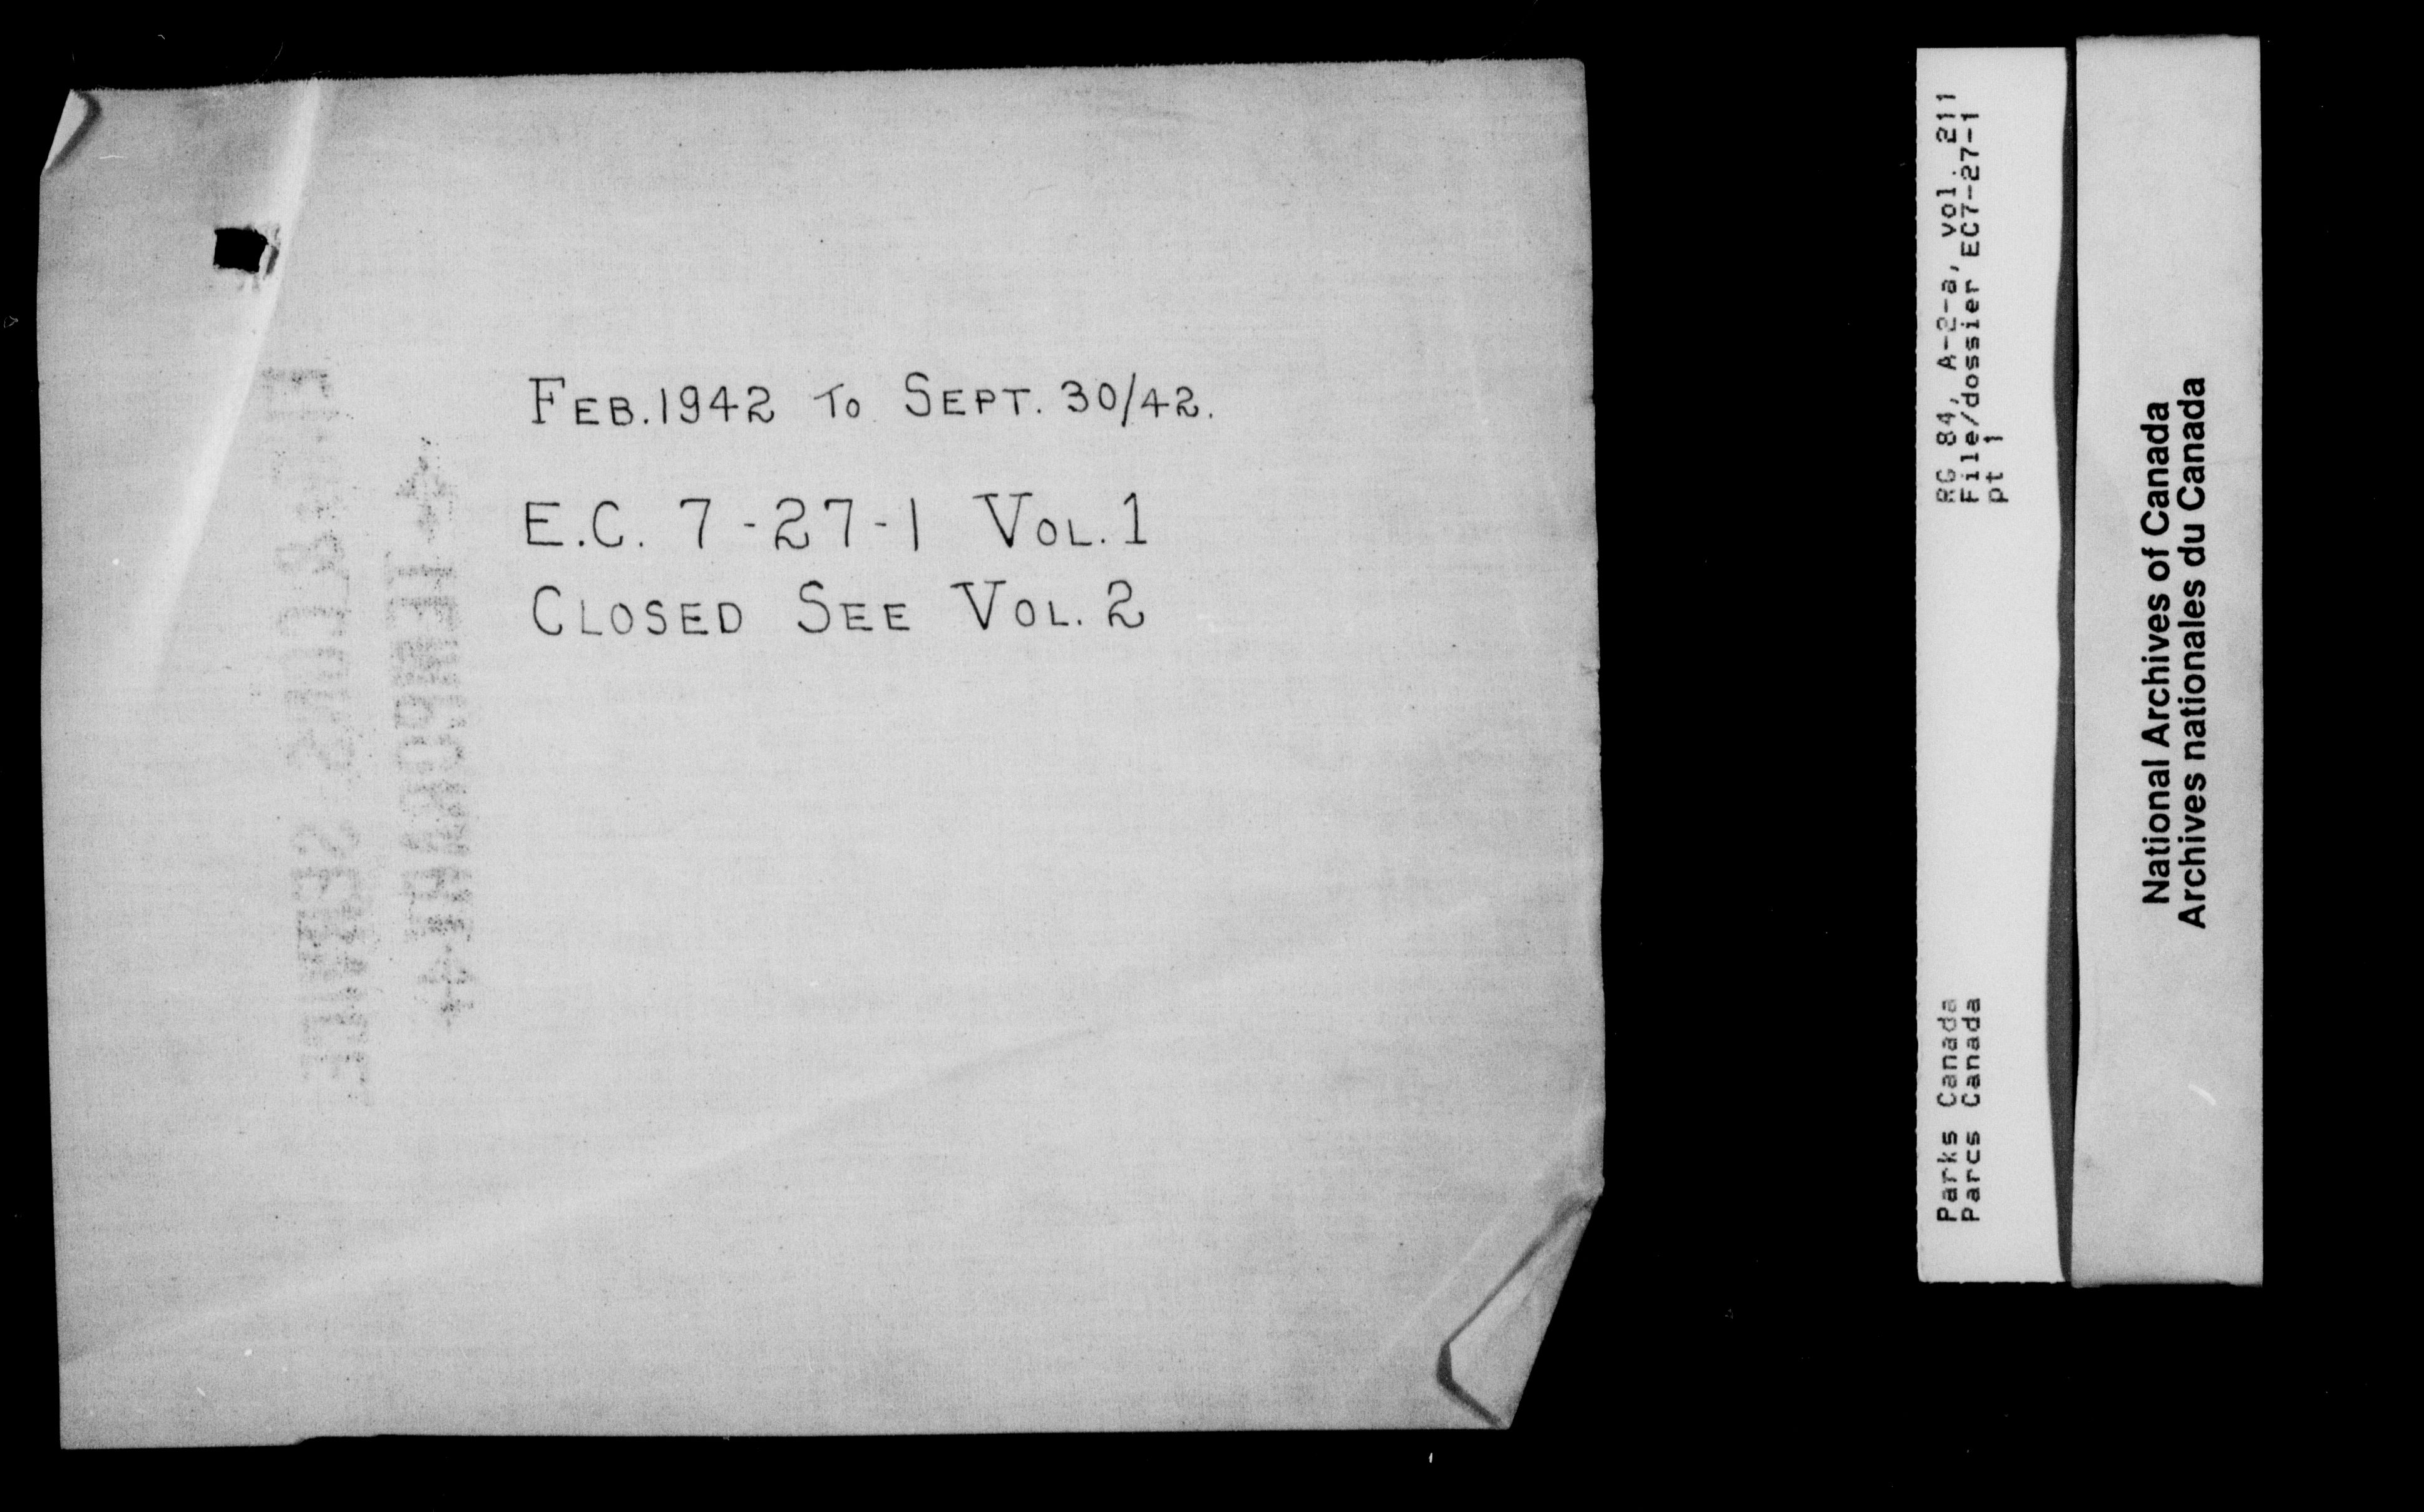 FEB. 1942 TO SEPT. 30/42.
E.C. 7-27-1 VOL. 1
CLOSED SEE VOL. 2
RG 84, A-2-a, vol. 211
File/dossier EC7-27-1
pt 1
Parks Canada
Parcs Canada
National Archives of Canada
Archives nationales du Canada